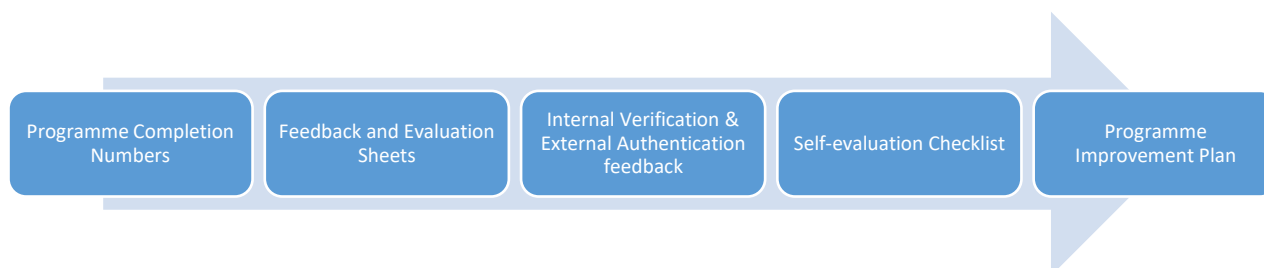 Programme Completion
Numbers
Feedback and Evaluation
Sheets
Internal Verification &
External Authentication
feedback
Self-evaluation Checklist
Programme
Improvement Plan